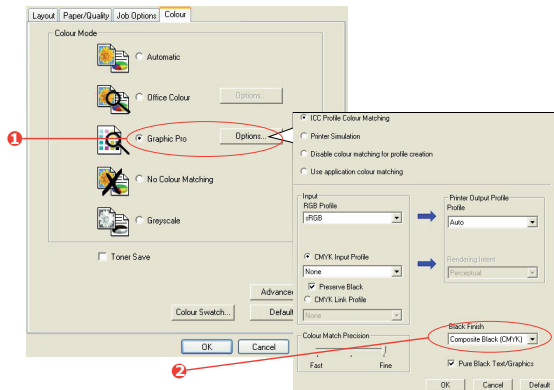 Layout Paper/Quality Job Options Colour
Colour Mode
Automatic
Office Colour Options...
1 Graphic Pro Options...
No Colour Matching
Greyscale
Toner Save
Advance
Colour Swatch... Default
OK Cancel
ICC Profile Colour Matching
Printer Simulation
Disable colour matching for profile creation
Use application colour matching
Input
RGB Profile
sRGB
CMYK Input Profile
None
Preserve Black
CMYK Link Profile
None
Printer Output Profile
Profile
Auto
Rendering Intent
Perceptual
Colour Match Precision
Fast Fine
Black Finish
Composite Black (CMYK)
2
Pure Black Text/Graphics
OK Cancel Default